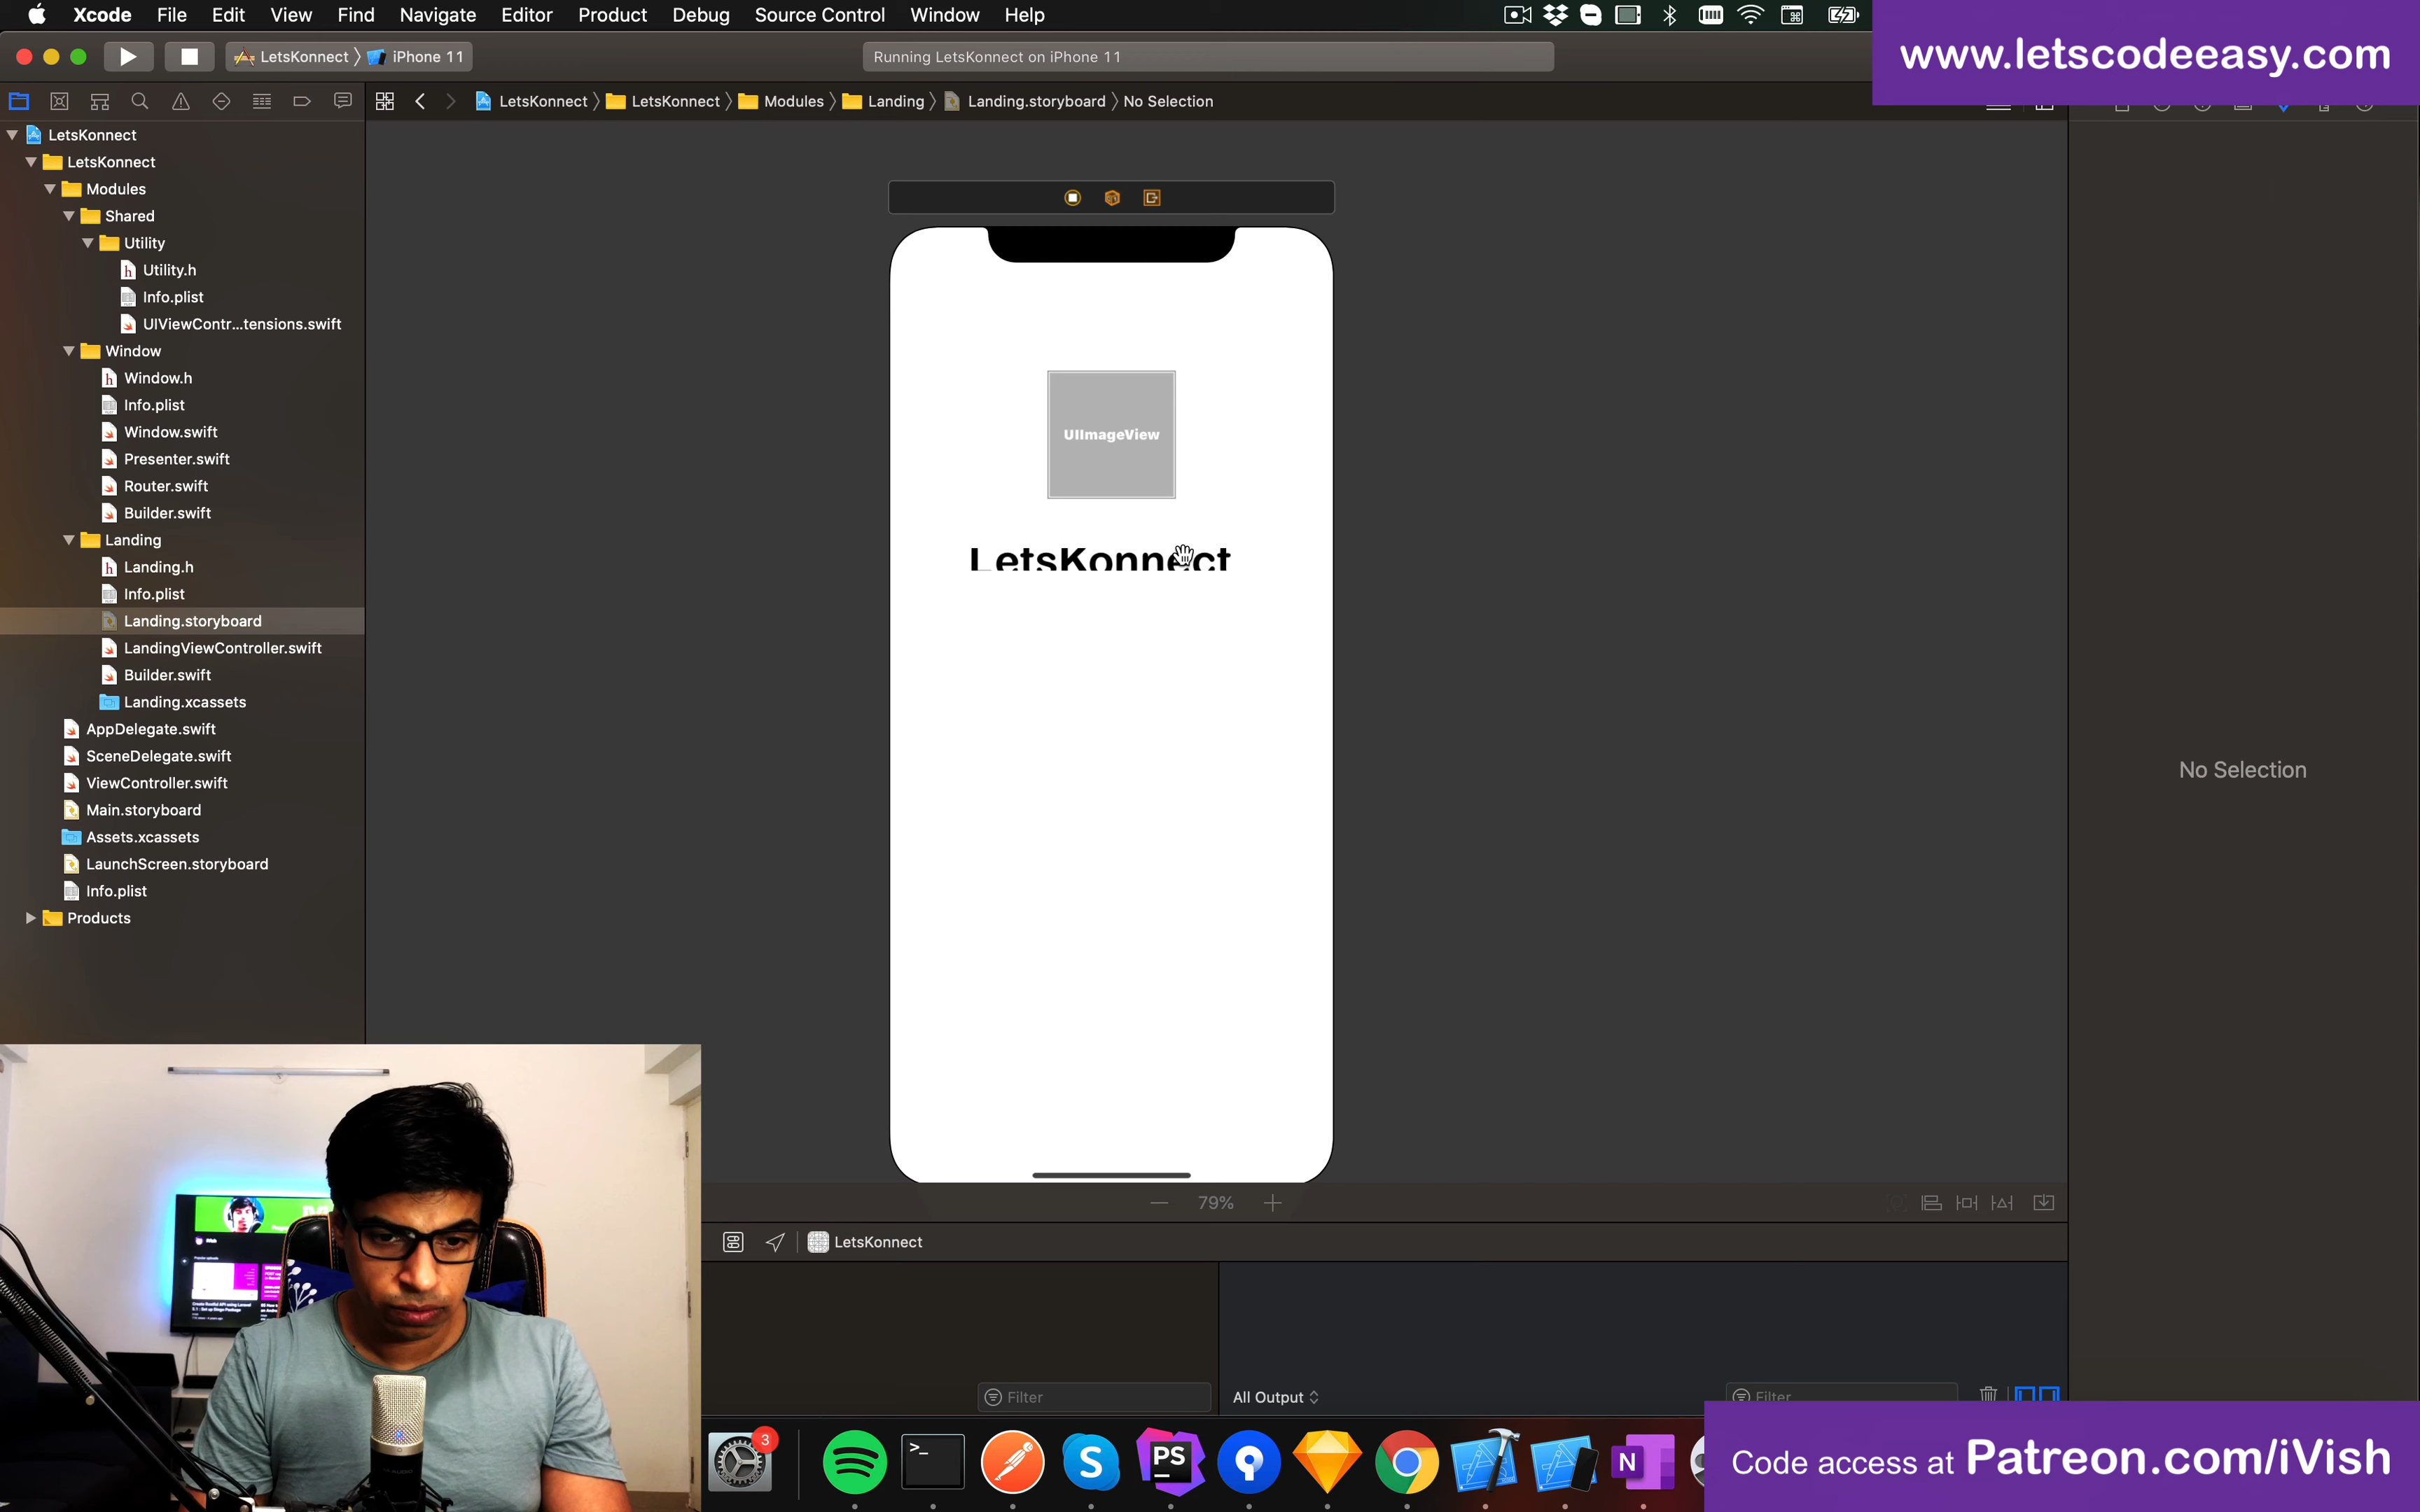 Xcode File Edit View Find Navigate Editor Product Debug Source Control Window Help
www.letscodeeasy.com
LetsKonnect 〉 iPhone 11
Running LetsKonnect on iPhone 11
LetsKonnect 〉 LetsKonnect 〉 Modules 〉 Landing 〉 Landing.storyboard 〉 No Selection
LetsKonnect
LetsKonnect
Modules
Shared
Utility
Utility.h
Info.plist
UIViewContr...tensions.swift
Window
Window.h
Info.plist
Window.swift
Presenter.swift
Router.swift
Builder.swift
Landing
Landing.h
Info.plist
Landing.storyboard
LandingViewController.swift
Builder.swift
Landing.xcassets
AppDelegate.swift
SceneDelegate.swift
ViewController.swift
Main.storyboard
Assets.xcassets
LaunchScreen.storyboard
Info.plist
Products
UIImageView
LetsKonnect
No Selection
79%
LetsKonnect
Filter
All Output
Filter
3
PS
S
N
Code access at Patreon.com/iVish